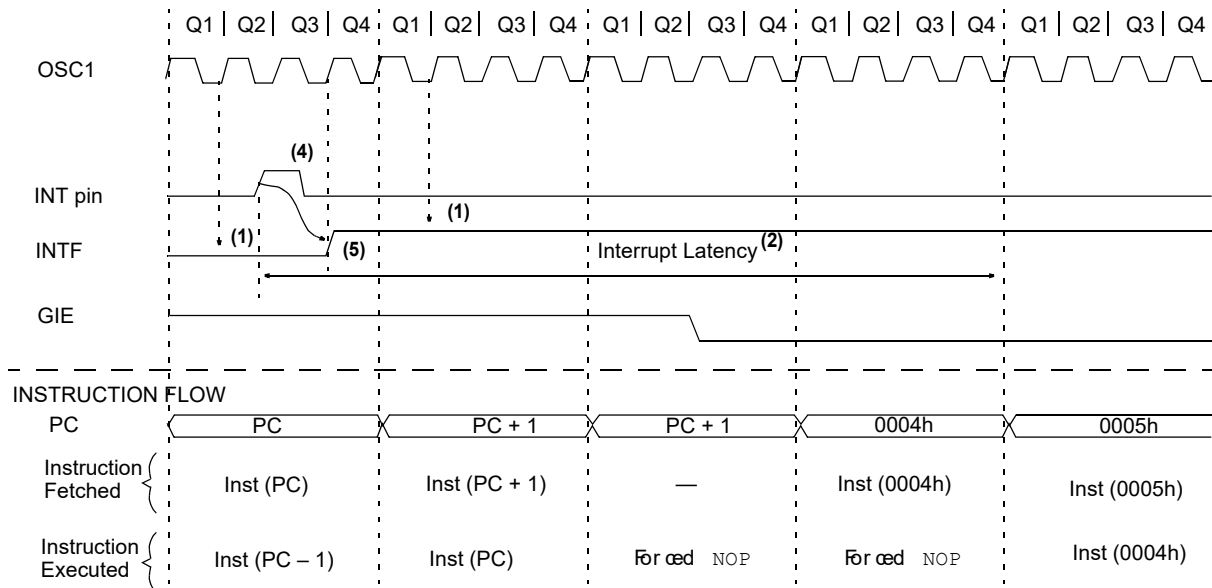 Q1 | Q2 | Q3 | Q4 Q1 | Q2 | Q3 | Q4 Q1 | Q2 | Q3 | Q4 Q1 | Q2 | Q3 | Q4 Q1 | Q2 | Q3 | Q4
OSC1
(4)
INT pin
(1)
(1)
INTF
(5)
Interrupt Latency(2)
GIE
INSTRUCTION FLOW
PC PC PC + 1 PC + 1 0004h 0005h
Instruction
Fetched
Inst (PC) Inst (PC + 1) — Inst (0004h) Inst (0005h)
Instruction
Executed
Inst (PC – 1) Inst (PC) Forced NOP Forced NOP Inst (0004h)